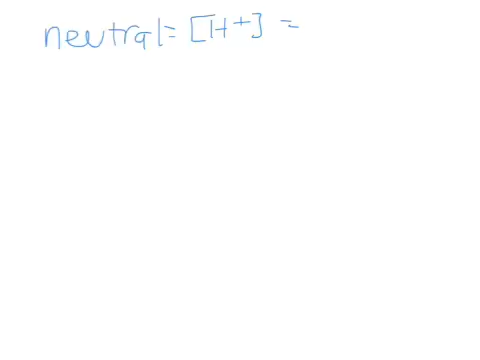 neutral= [H+] =